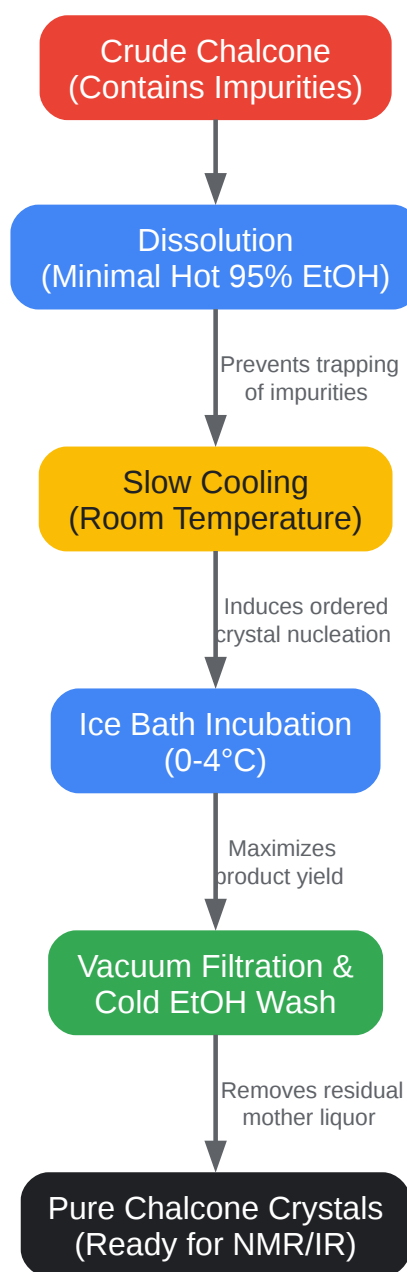 Crude Chalcone
(Contains Impurities)
Dissolution
(Minimal Hot 95% EtOH)
Prevents trapping
of impurities
Slow Cooling
(Room Temperature)
Induces ordered
crystal nucleation
Ice Bath Incubation
(0-4°C)
Maximizes
product yield
Vacuum Filtration &
Cold EtOH Wash
Removes residual
mother liquor
Pure Chalcone Crystals
(Ready for NMR/IR)